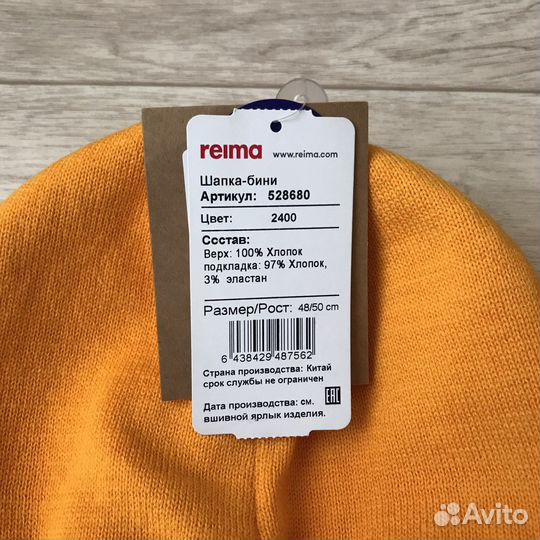 reima www.reima.com
Шапка-бини
Артикул: 528680
Цвет: 2400
Состав:
Верх: 100% Хлопок
подкладка: 97% Хлопок,
3% эластан
Размер/Рост: 48/50 cm
6 438429 487562
Страна производства: Китай
срок службы не ограничен
Дата производства: см.
вшивной ярлык изделия.
EAC
Avito